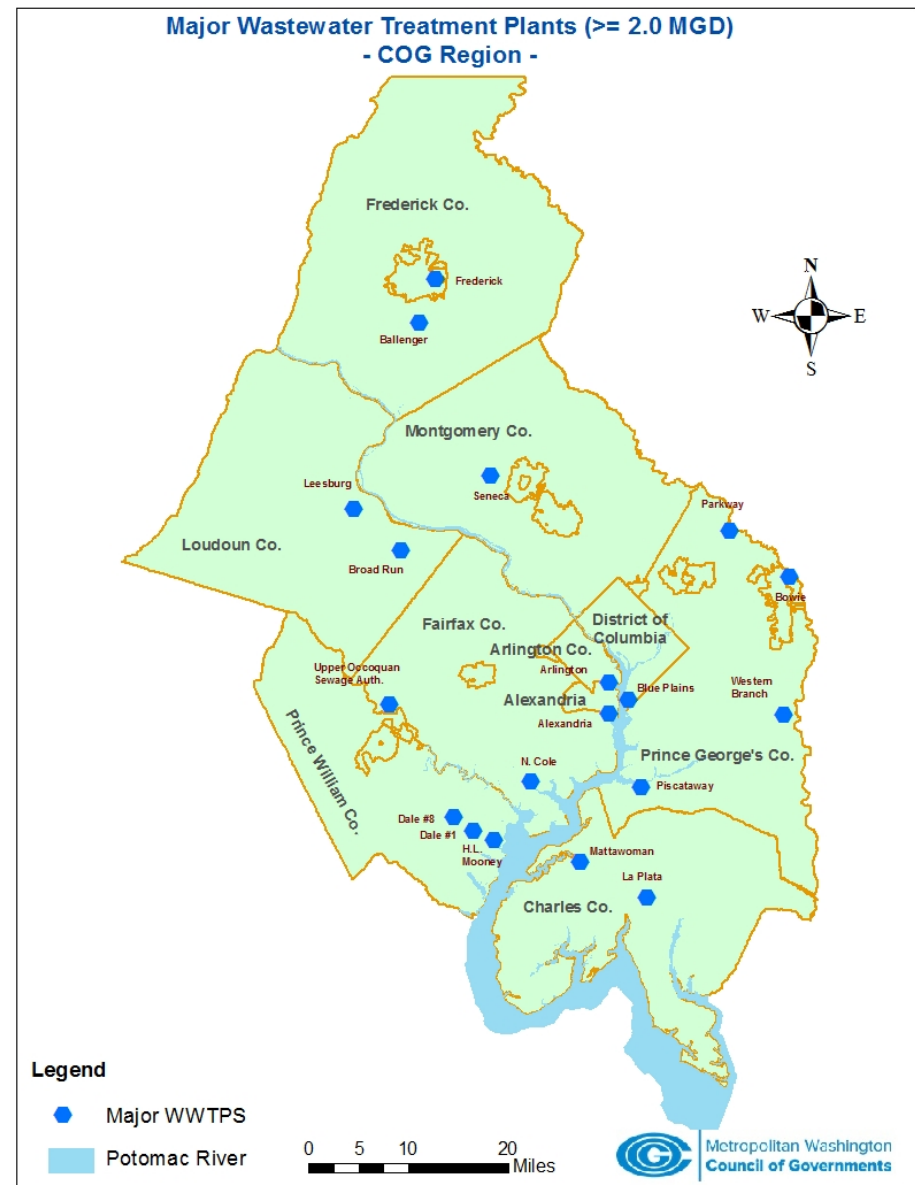 Major Wastewater Treatment Plants (>= 2.0 MGD)
- COG Region -
Frederick Co.
Frederick
Ballenger
N
W
E
S
Montgomery Co.
Leesburg
Seneca
Parkway
Loudoun Co.
Broad Run
Bowie
Fairfax Co.
District of
Columbia
Arlington Co.
Arlington
Upper Occoquan
Sewage Auth.
Alexandria
Blue Plains
Western
Branch
Alexandria
Prince William Co.
Prince George's Co.
N. Cole
Piscataway
Dale #8
Dale #1
H.L.
Mooney
Mattawoman
La Plata
Charles Co.
Legend
Major WWTPS
Potomac River
0 5 10 20
Miles
Metropolitan Washington
Council of Governments